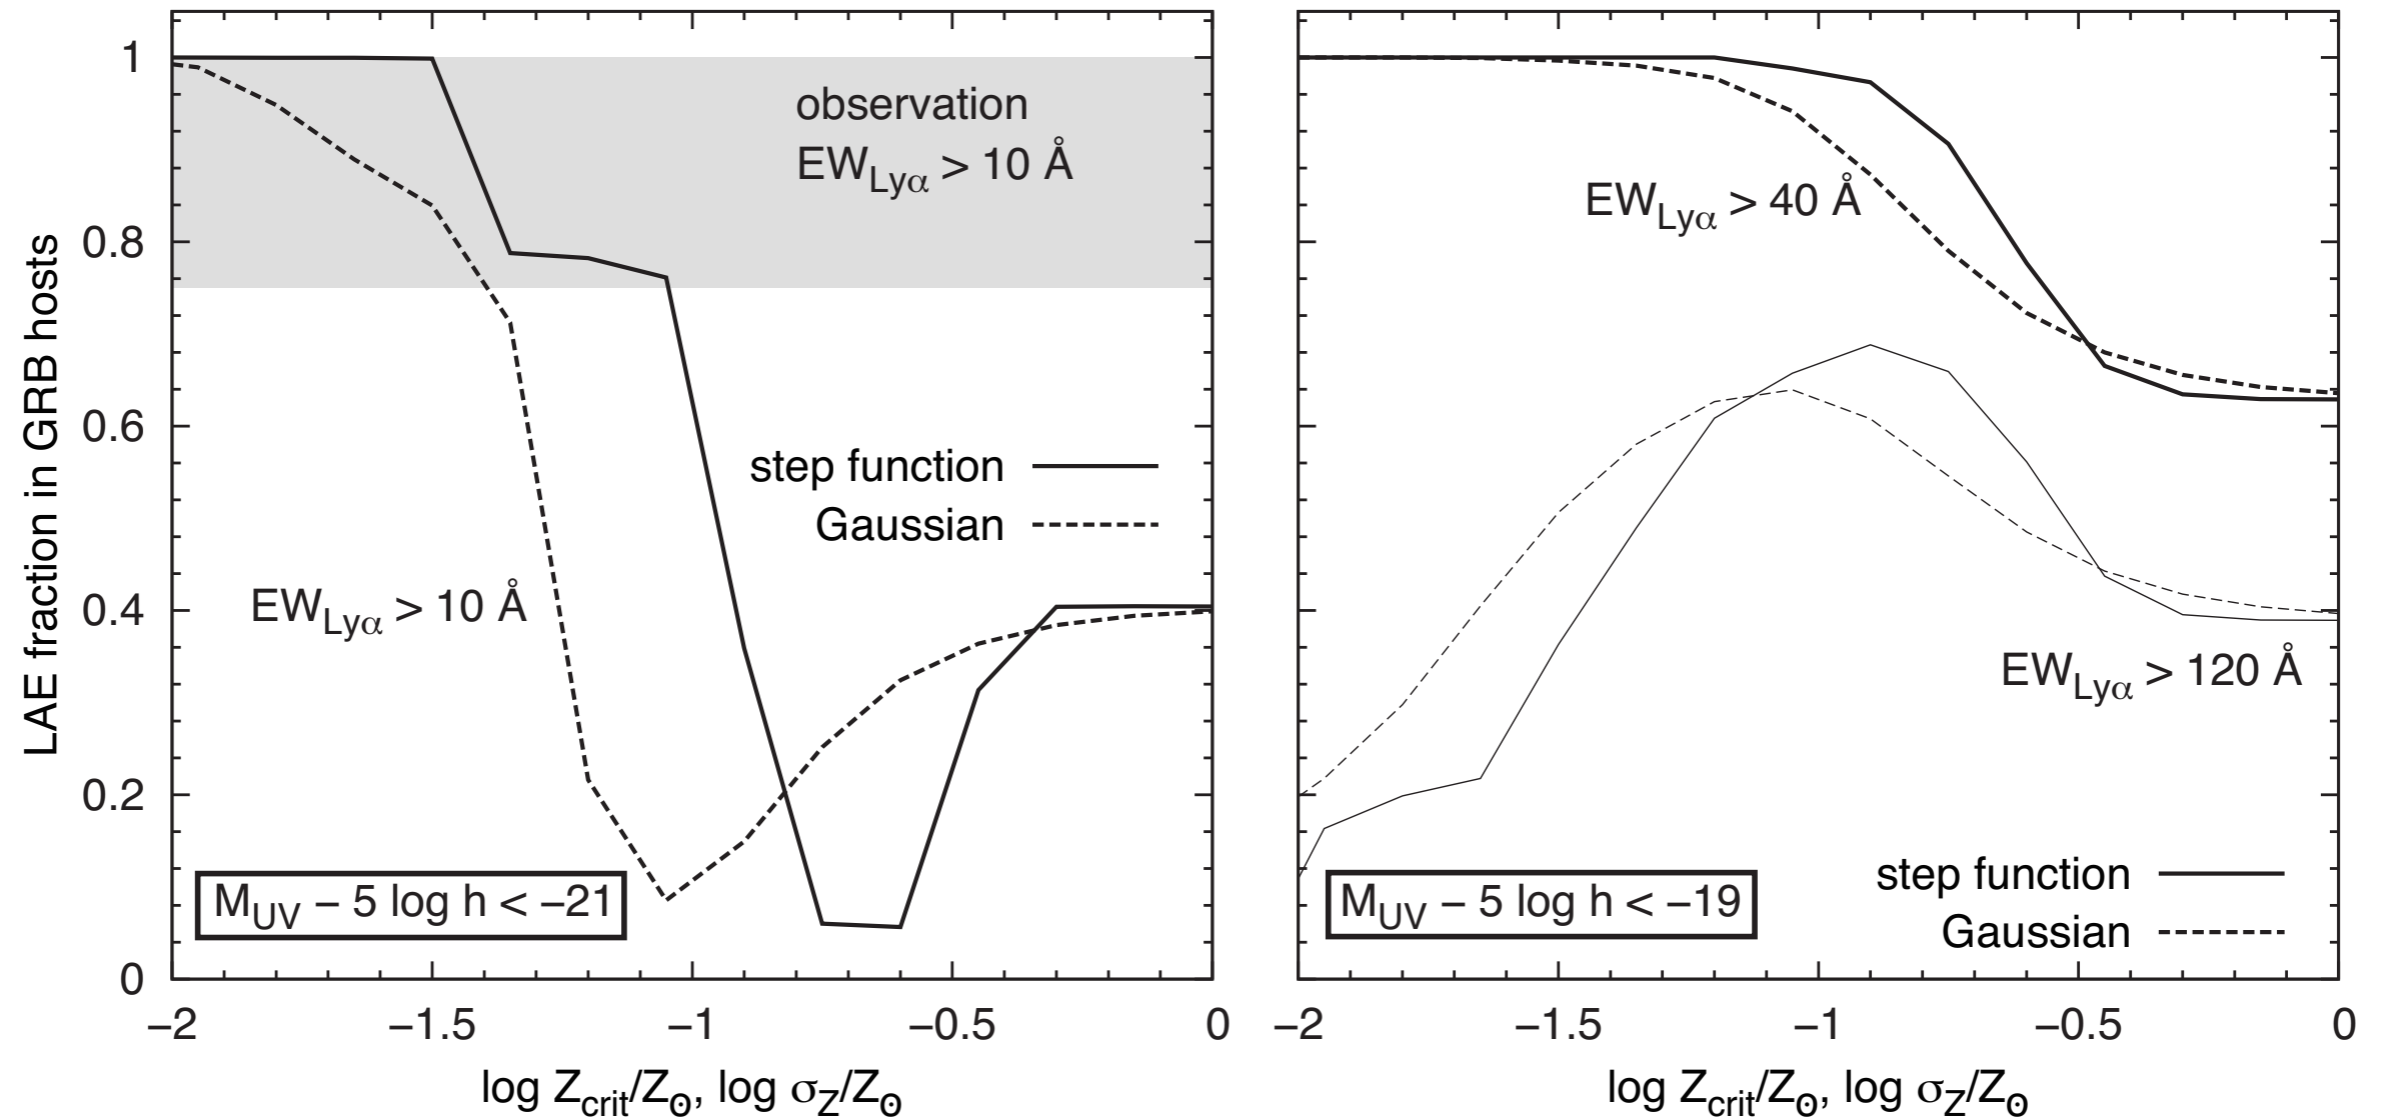 LAE fraction in GRB hosts
1
0.8
0.6
0.4
0.2
0
observation
EW_Lyα > 10 Å
step function
Gaussian
EW_Lyα > 10 Å
M_UV – 5 log h < –21
–2
–1.5
–1
–0.5
0
log Z_crit/Z_⊙, log σ_Z/Z_⊙
EW_Lyα > 40 Å
EW_Lyα > 120 Å
M_UV – 5 log h < –19
step function
Gaussian
–2
–1.5
–1
–0.5
0
log Z_crit/Z_⊙, log σ_Z/Z_⊙